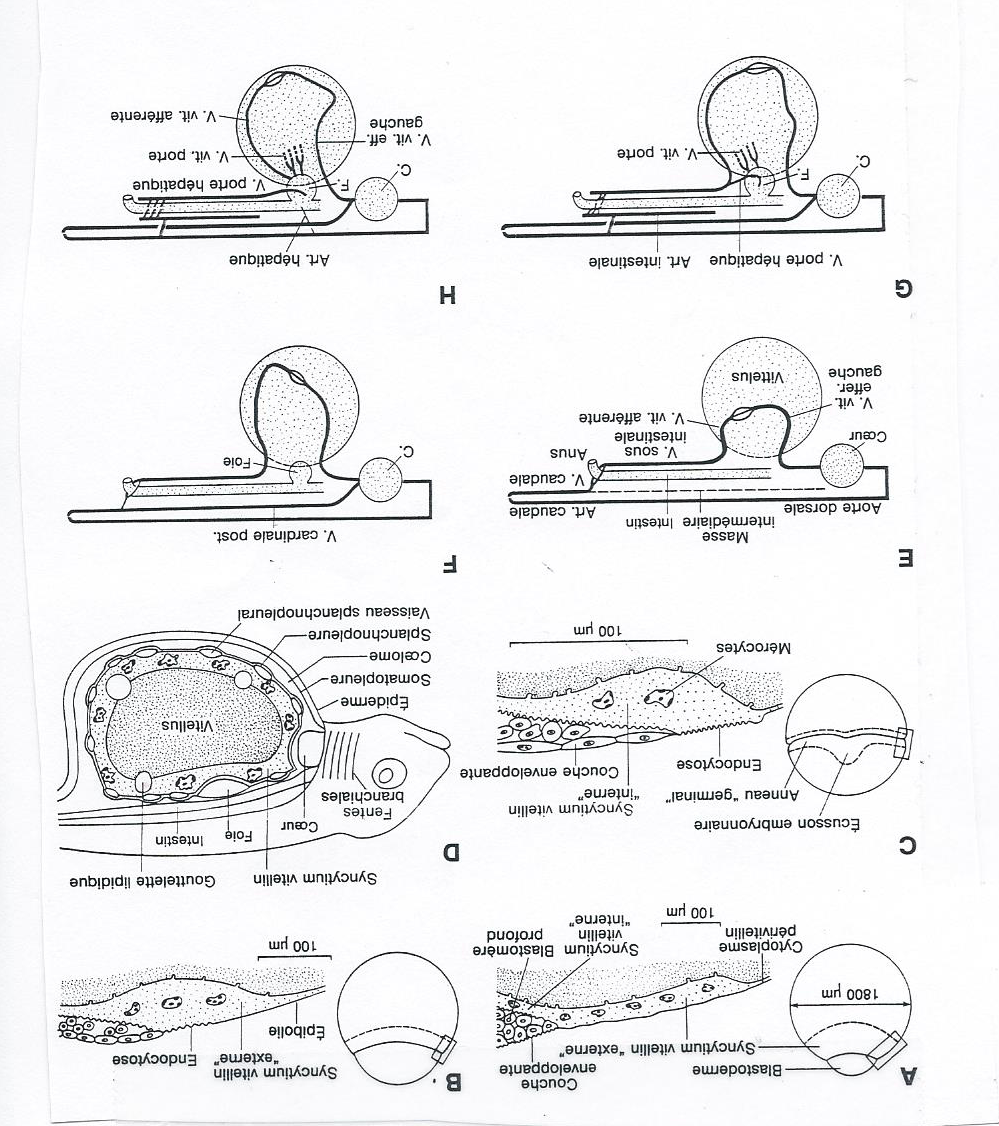 A
Blastoderme
Syncytium vitellin "externe"
1800 µm
Couche
enveloppante
Cytoplasme
périvitellin
100 µm
Syncytium
vitellin
"interne"
Blastomère
profond
B
Syncytium vitellin
"externe"
Endocytose
Épibolie
100 µm
C
Écusson embryonnaire
Anneau "germinal"
Endocytose
Syncytium vitellin
"interne"
Couche enveloppante
Mérocytes
100 µm
D
Syncytium vitellin
Gouttelette lipidique
Fentes
branchiales
Cœur
Foie
Intestin
Vitellus
Épiderme
Somatopleure
Cœlome
Splanchnopleure
Vaisseau splanchnopleural
E
Masse
intermédiaire
Intestin
Aorte dorsale
Art. caudale
V. caudale
Cœur
Anus
V. sous
intestinale
V. vit. afférente
V. vit.
effer.
gauche
Vittelus
F
V. cardinale post.
C.
Foie
G
V. porte hépatique
Art. intestinale
C.
F.
V. vit. porte
H
Art. hépatique
V. porte hépatique
F.
C.
V. vit. porte
V. vit. eff.
gauche
V. vit. afférente